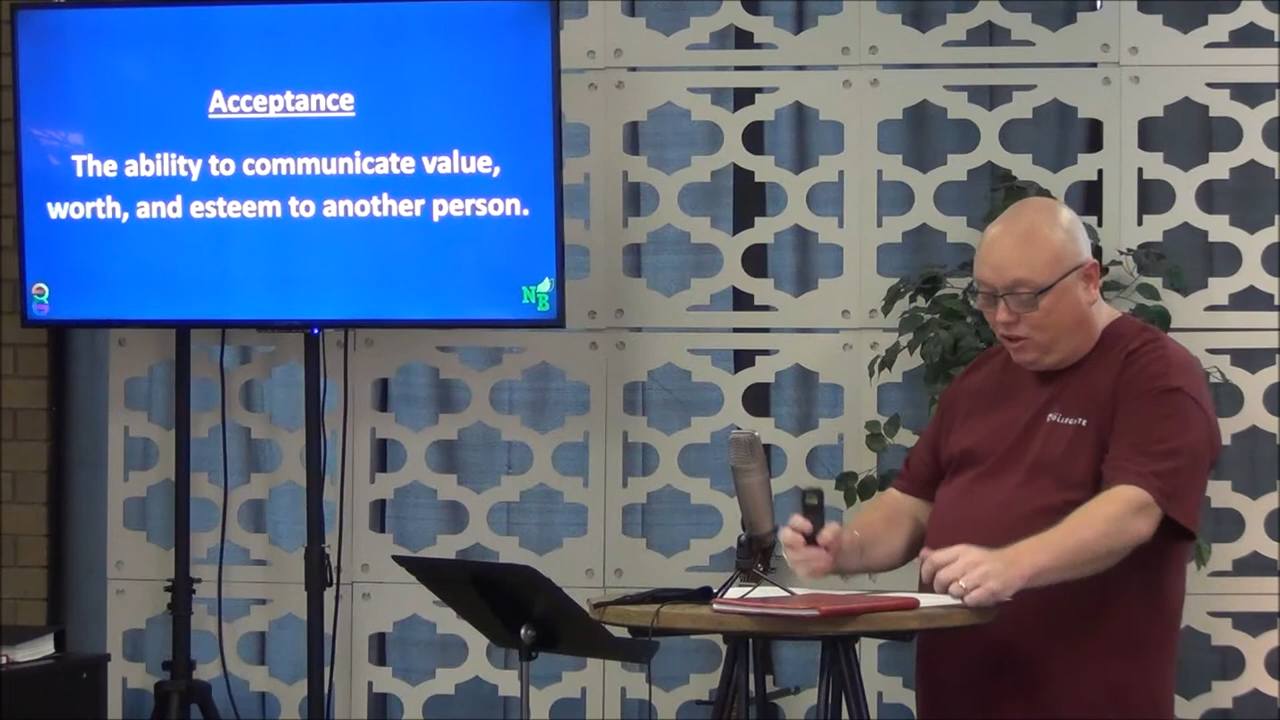 Acceptance
The ability to communicate value,
worth, and esteem to another person.
NB